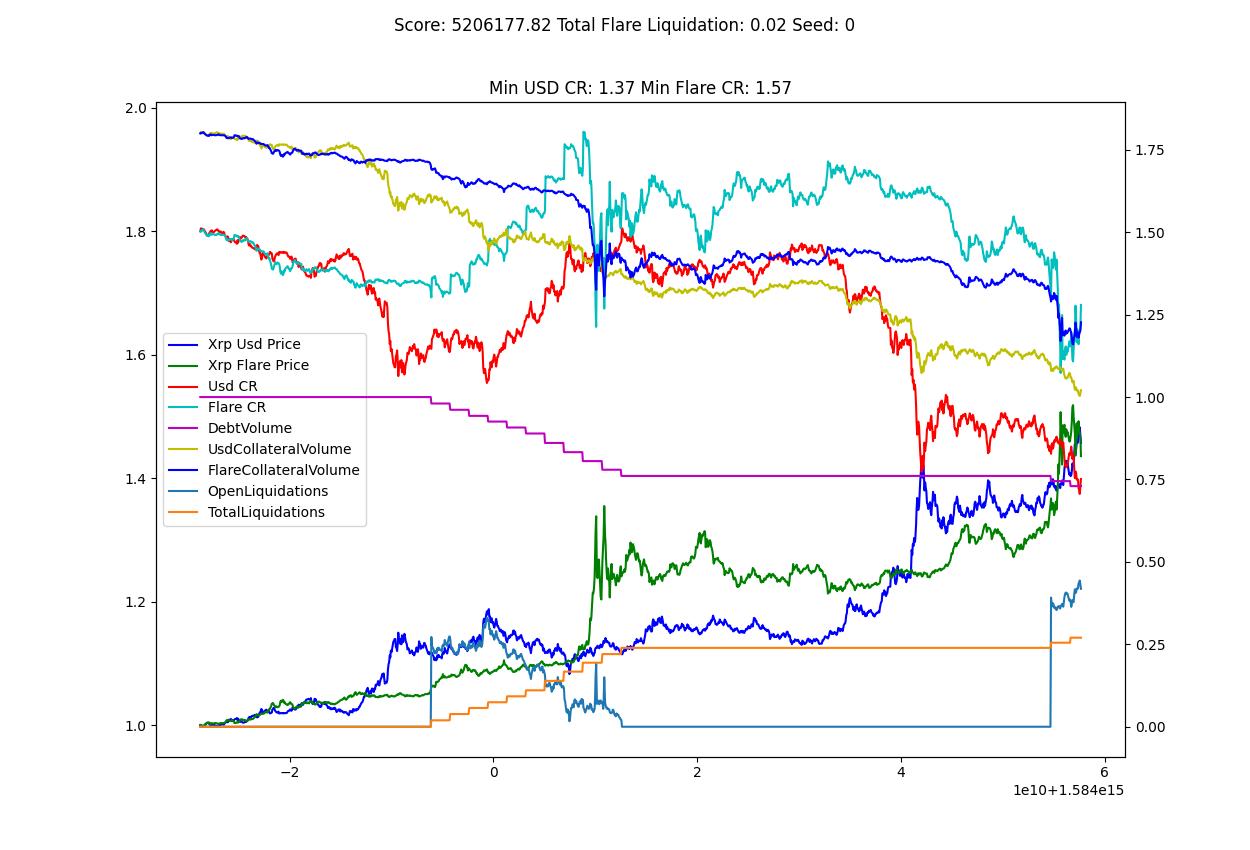 Score: 5206177.82 Total Flare Liquidation: 0.02 Seed: 0
Min USD CR: 1.37 Min Flare CR: 1.57
2.0
1.8
1.6
1.4
1.2
1.0
Xrp Usd Price
Xrp Flare Price
Usd CR
Flare CR
DebtVolume
UsdCollateralVolume
FlareCollateralVolume
OpenLiquidations
TotalLiquidations
1.75
1.50
1.25
1.00
0.75
0.50
0.25
0.00
−2 0 2 4 6
1e10+1.584e15